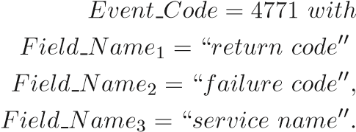 Event_Code = 4771 with
Field_Name₁ = “return code″
Field_Name₂ = “failure code″,
Field_Name₃ = “service name″.